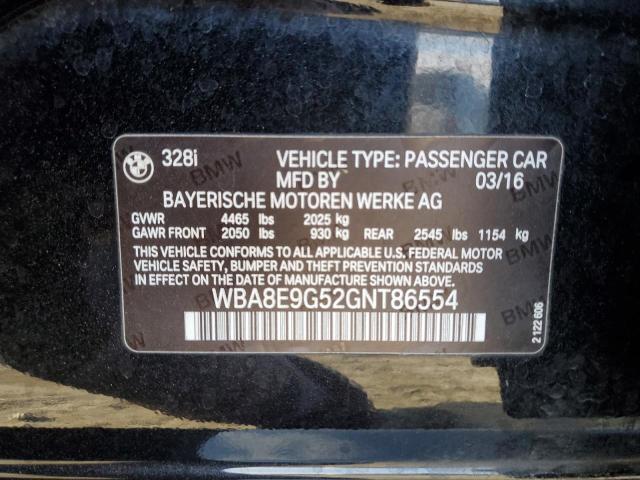 328i VEHICLE TYPE: PASSENGER CAR
MFD BY 03/16
BAYERISCHE MOTOREN WERKE AG
GVWR 4465 lbs 2025 kg
GAWR FRONT 2050 lbs 930 kg REAR 2545 lbs 1154 kg
THIS VEHICLE CONFORMS TO ALL APPLICABLE U.S. FEDERAL MOTOR
VEHICLE SAFETY, BUMPER AND THEFT PREVENTION STANDARDS
IN EFFECT ON THE DATE OF MANUFACTURE SHOWN ABOVE.
WBA8E9G52GNT86554
2 122 606